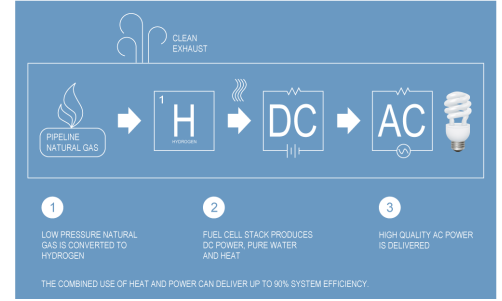 CLEAN
EXHAUST
PIPELINE
NATURAL GAS
1
H
HYDROGEN
DC
AC
1
LOW PRESSURE NATURAL
GAS IS CONVERTED TO
HYDROGEN
2
FUEL CELL STACK PRODUCES
DC POWER, PURE WATER
AND HEAT
3
HIGH QUALITY AC POWER
IS DELIVERED
THE COMBINED USE OF HEAT AND POWER CAN DELIVER UP TO 90% SYSTEM EFFICIENCY.